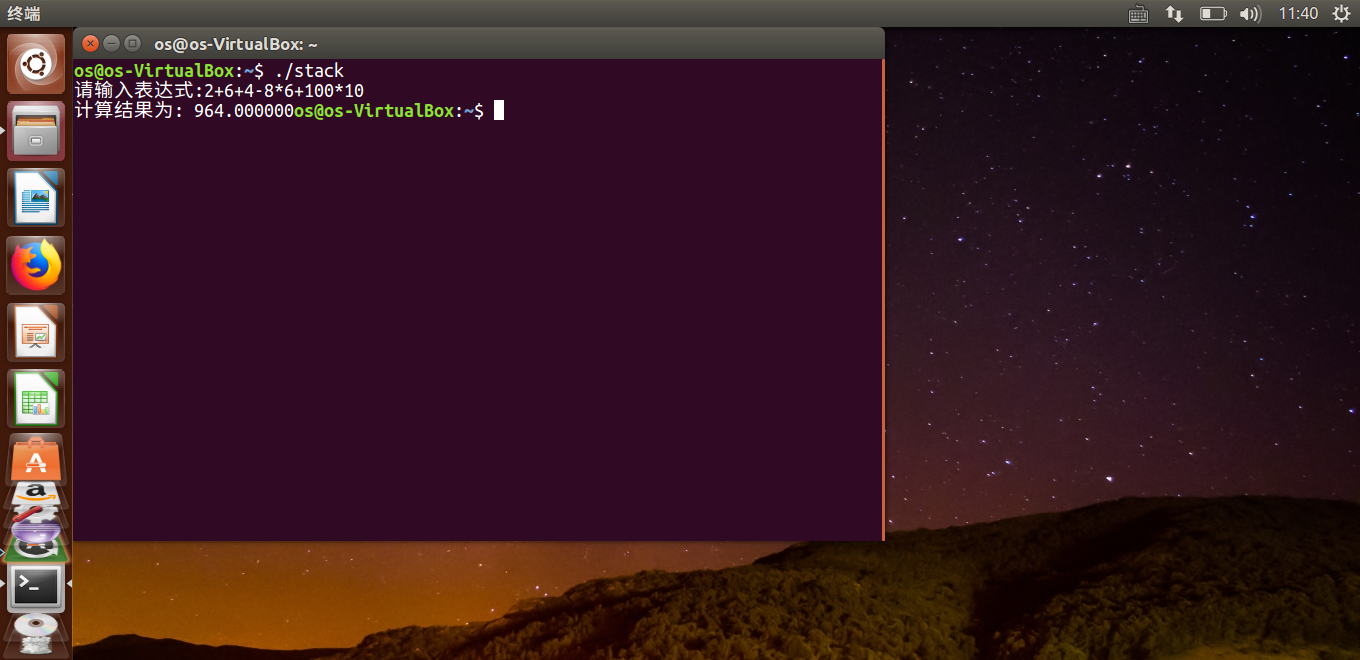 终端
11:40
os@os-VirtualBox: ~
os@os-VirtualBox:~$ ./stack
请输入表达式:2+6+4-8*6+100*10
计算结果为: 964.000000os@os-VirtualBox:~$